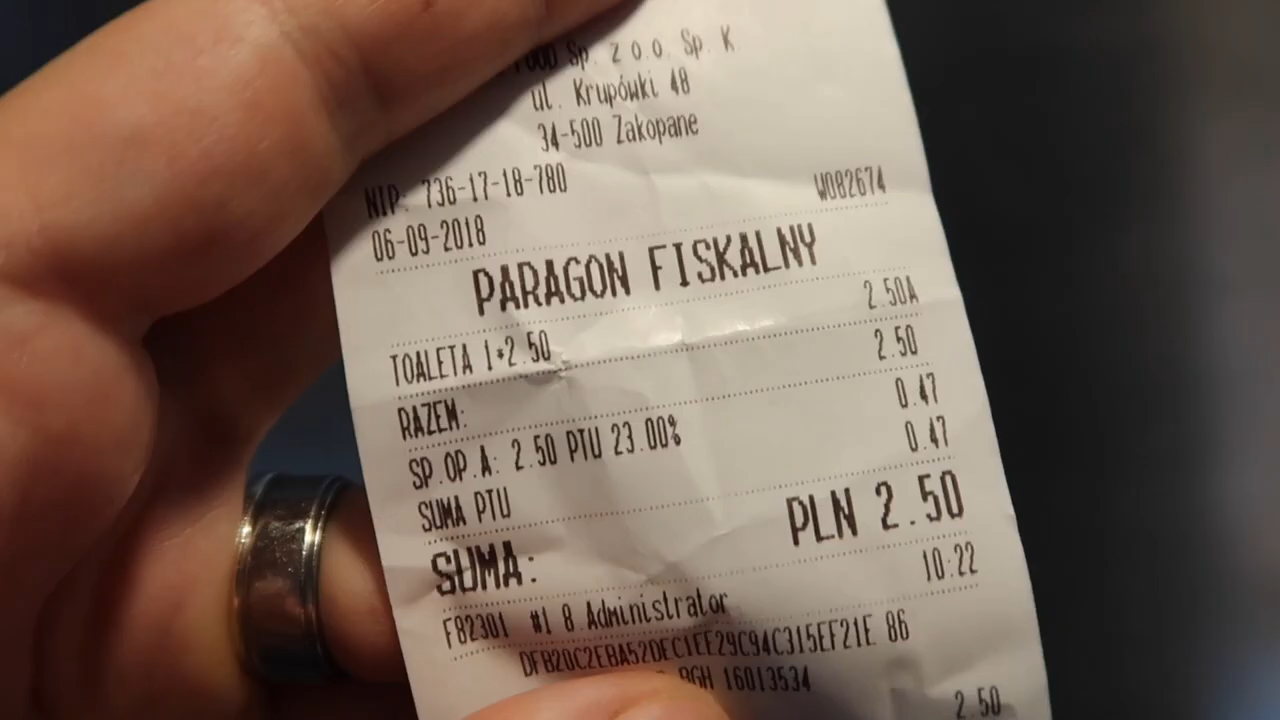 Sp. z o.o. Sp. K
ul. Krupówki 48
34-500 Zakopane
NIP: 736-17-18-780
06-09-2018 W082674
PARAGON FISKALNY
TOALETA 1*2.50 2.50A
RAZEM: 2.50
SP.OP.A: 2.50 PTU 23.00% 0.47
SUMA PTU 0.47
SUMA: PLN 2.50
F82301 #1 8 Administrator 10:22
DFB20C2EBA52DEC1EE29C94C315EF21E 86
BGH 16013534
2.50